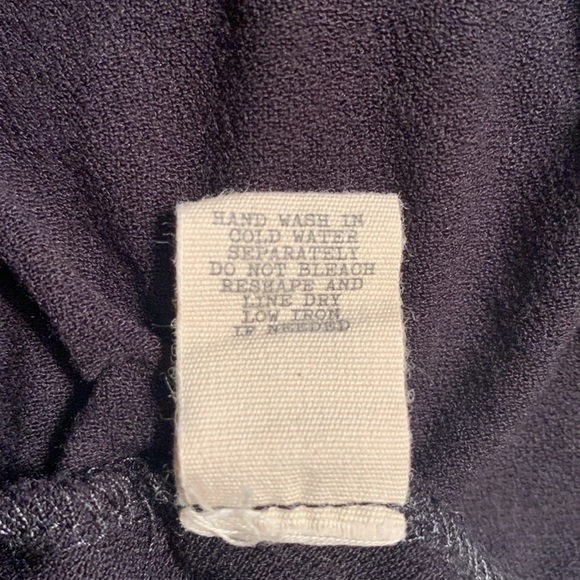 HAND WASH IN
COLD WATER
SEPARATELY
DO NOT BLEACH
RESHAPE AND
LINE DRY
LOW IRON
IF NEEDED